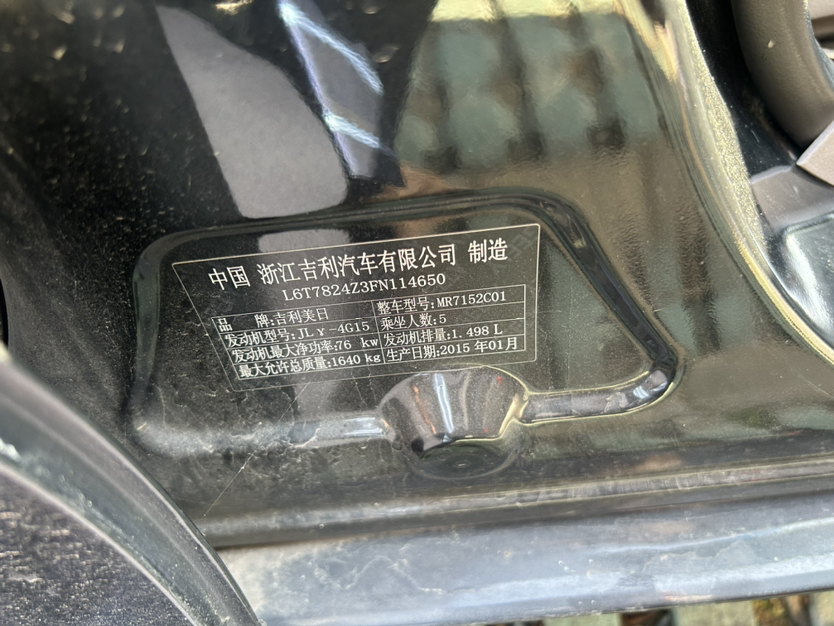 中国 浙江吉利汽车有限公司 制造
L6T7824Z3FN114650
品 牌:吉利美日 整车型号:MR7152C01
发动机型号:JLγ-4G15 乘坐人数:5
发动机最大净功率:76 kw 发动机排量:1.498 L
最大允许总质量:1640 kg 生产日期:2015 年01月